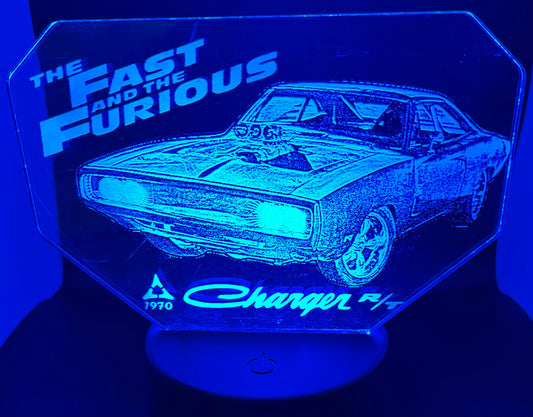 THE FAST
AND THE
FURIOUS
1970 Charger R/T